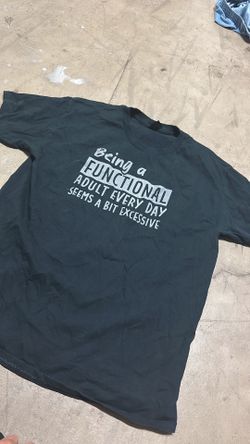 Being a
FUNCTIONAL
ADULT EVERY DAY
SEEMS A BIT EXCESSIVE